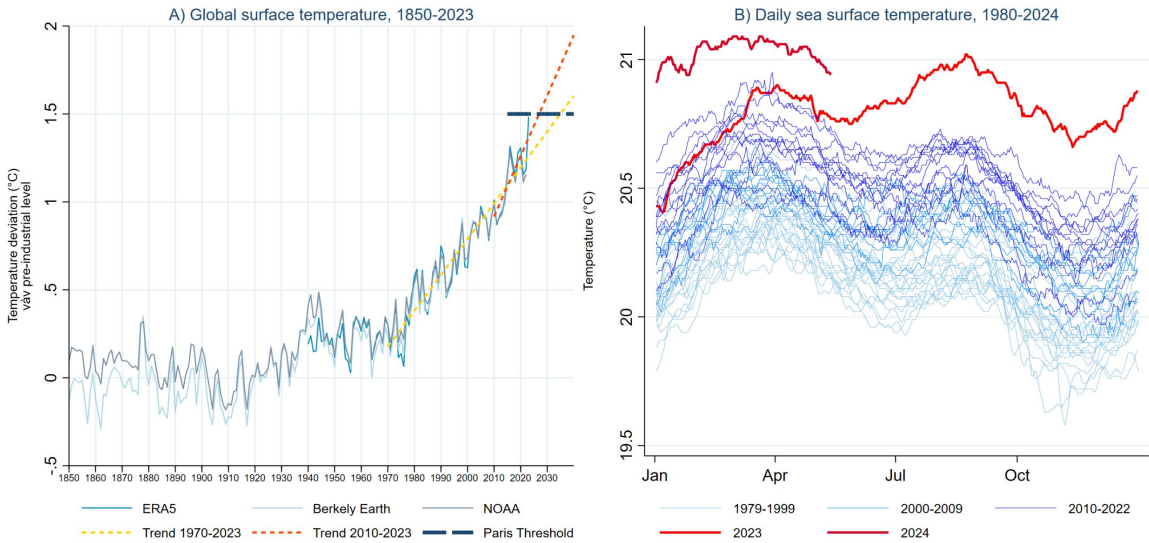 A) Global surface temperature, 1850-2023
Temperature deviation (°C)
vàv pre-industrial level
2
1.5
1
.5
0
-.5
1850 1860 1870 1880 1890 1900 1910 1920 1930 1940 1950 1960 1970 1980 1990 2000 2010 2020 2030
ERA5 Berkely Earth NOAA
Trend 1970-2023 Trend 2010-2023 Paris Threshold
B) Daily sea surface temperature, 1980-2024
Temperature (°C)
21
20.5
20
19.5
Jan Apr Jul Oct
1979-1999 2000-2009 2010-2022
2023 2024